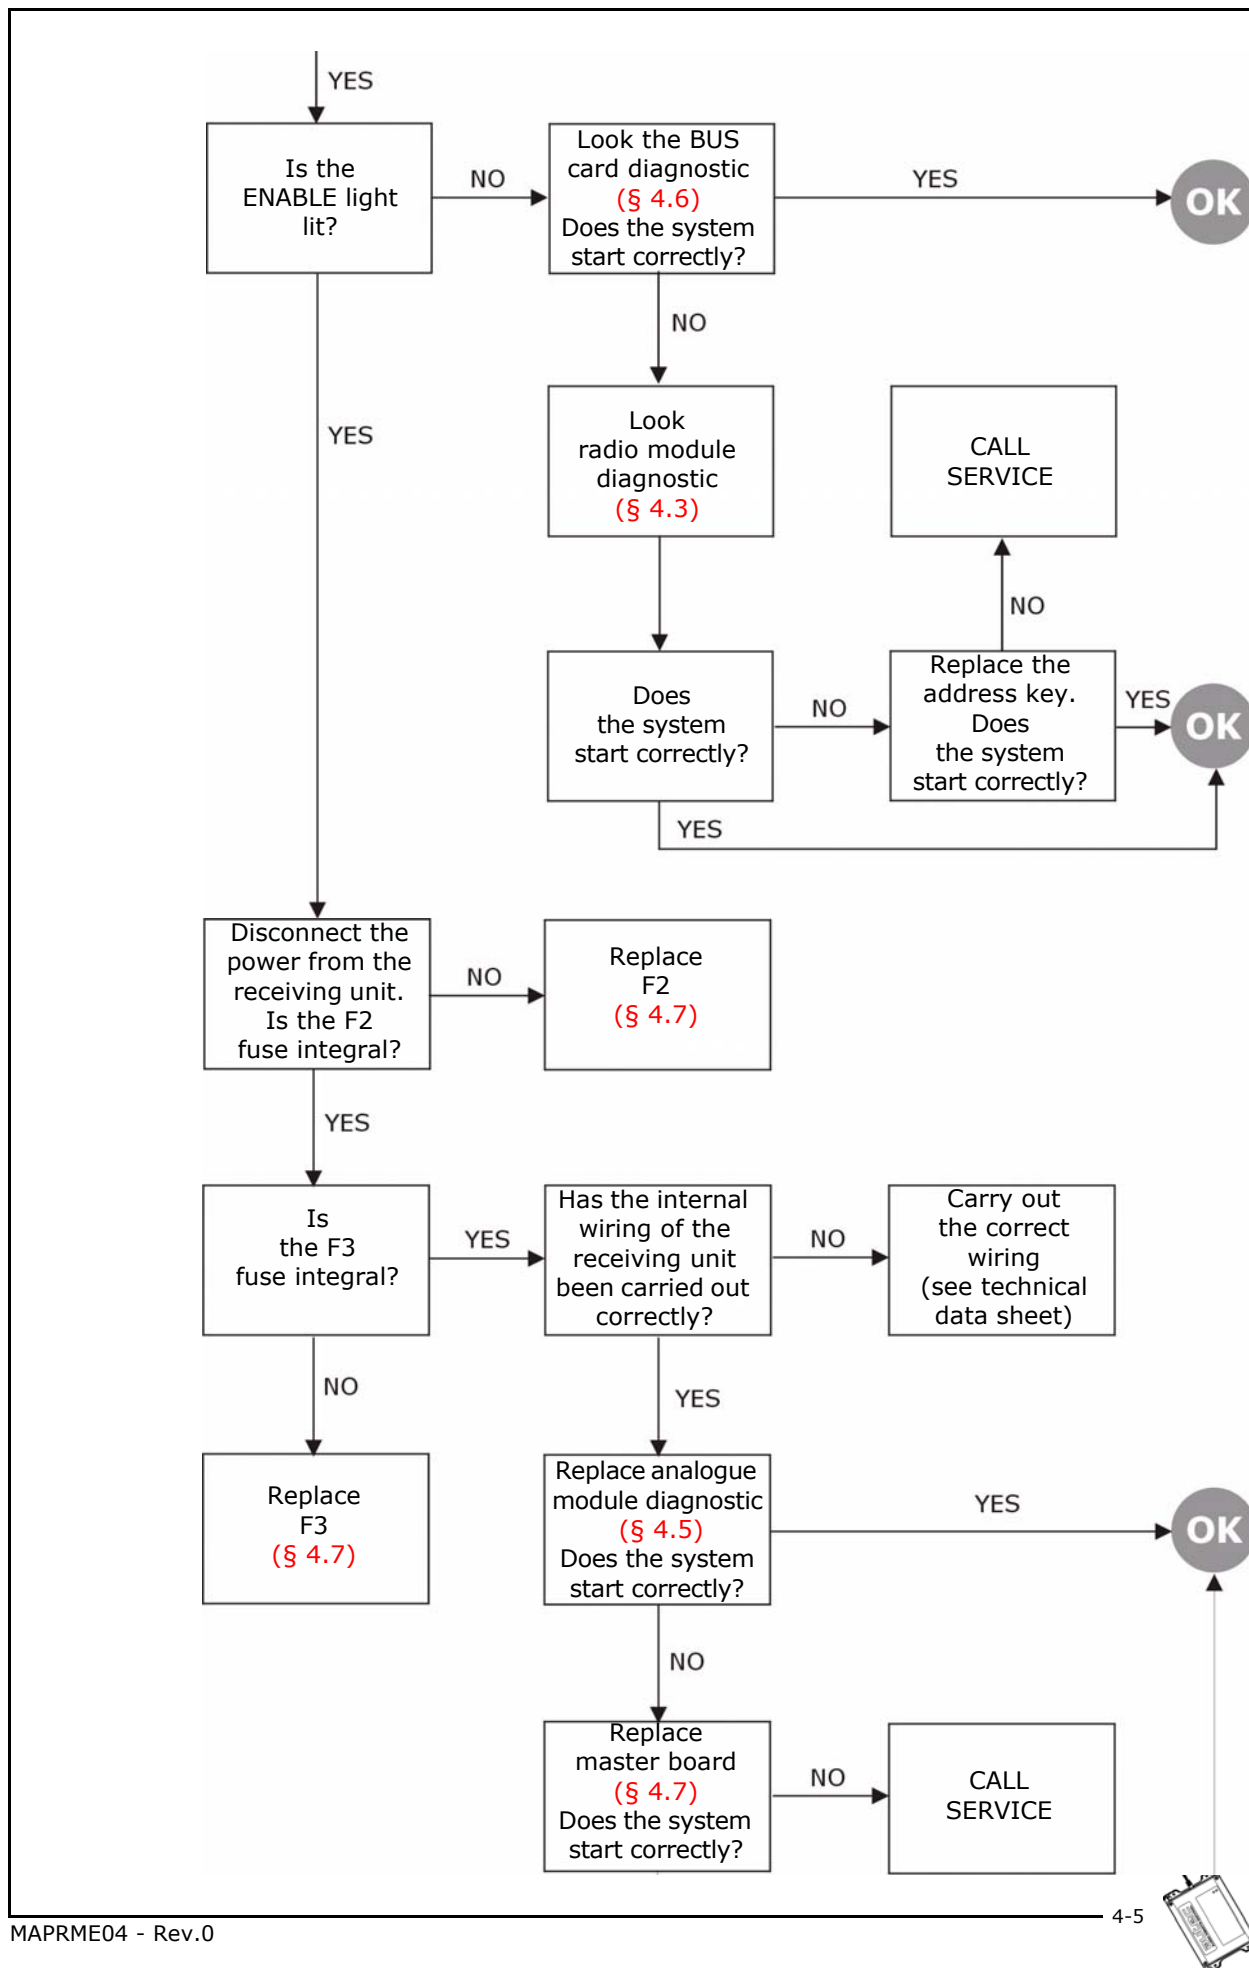 YES
Is the
ENABLE light
lit?
NO
Look the BUS
card diagnostic
(§ 4.6)
Does the system
start correctly?
YES
OK
NO
YES
Look
radio module
diagnostic
(§ 4.3)
CALL
SERVICE
NO
Does
the system
start correctly?
NO
Replace the
address key.
Does
the system
start correctly?
YES
OK
YES
Disconnect the
power from the
receiving unit.
Is the F2
fuse integral?
NO
Replace
F2
(§ 4.7)
YES
Is
the F3
fuse integral?
YES
Has the internal
wiring of the
receiving unit
been carried out
correctly?
NO
Carry out
the correct
wiring
(see technical
data sheet)
NO
YES
Replace
F3
(§ 4.7)
Replace analogue
module diagnostic
(§ 4.5)
Does the system
start correctly?
YES
OK
NO
Replace
master board
(§ 4.7)
Does the system
start correctly?
NO
CALL
SERVICE
4-5
MAPRME04 - Rev.0